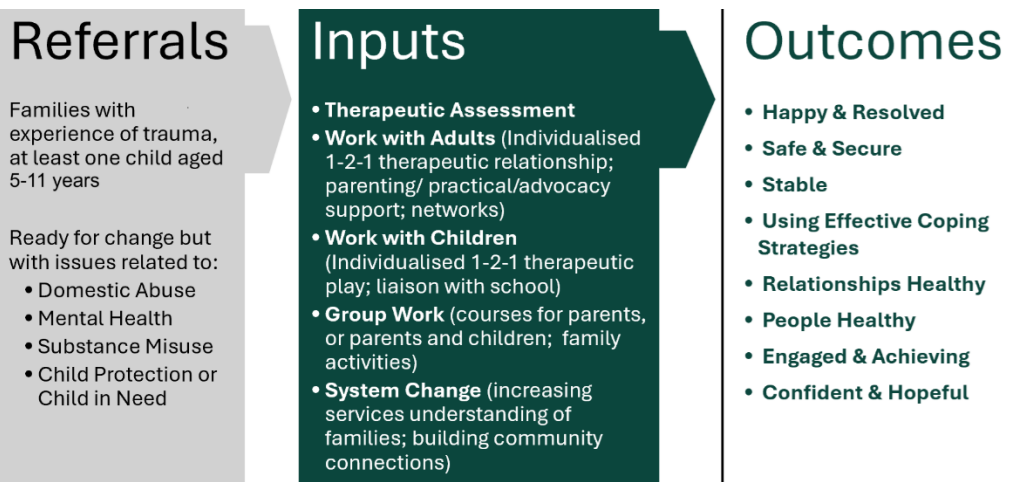 Referrals
Families with
experience of trauma,
at least one child aged
5-11 years
Ready for change but
with issues related to:
• Domestic Abuse
• Mental Health
• Substance Misuse
• Child Protection or
Child in Need
Inputs
• Therapeutic Assessment
• Work with Adults (Individualised
1-2-1 therapeutic relationship;
parenting/ practical/advocacy
support; networks)
• Work with Children
(Individualised 1-2-1 therapeutic
play; liaison with school)
• Group Work (courses for parents,
or parents and children;  family
activities)
• System Change (increasing
services understanding of
families; building community
connections)
Outcomes
• Happy & Resolved
• Safe & Secure
• Stable
• Using Effective Coping
Strategies
• Relationships Healthy
• People Healthy
• Engaged & Achieving
• Confident & Hopeful